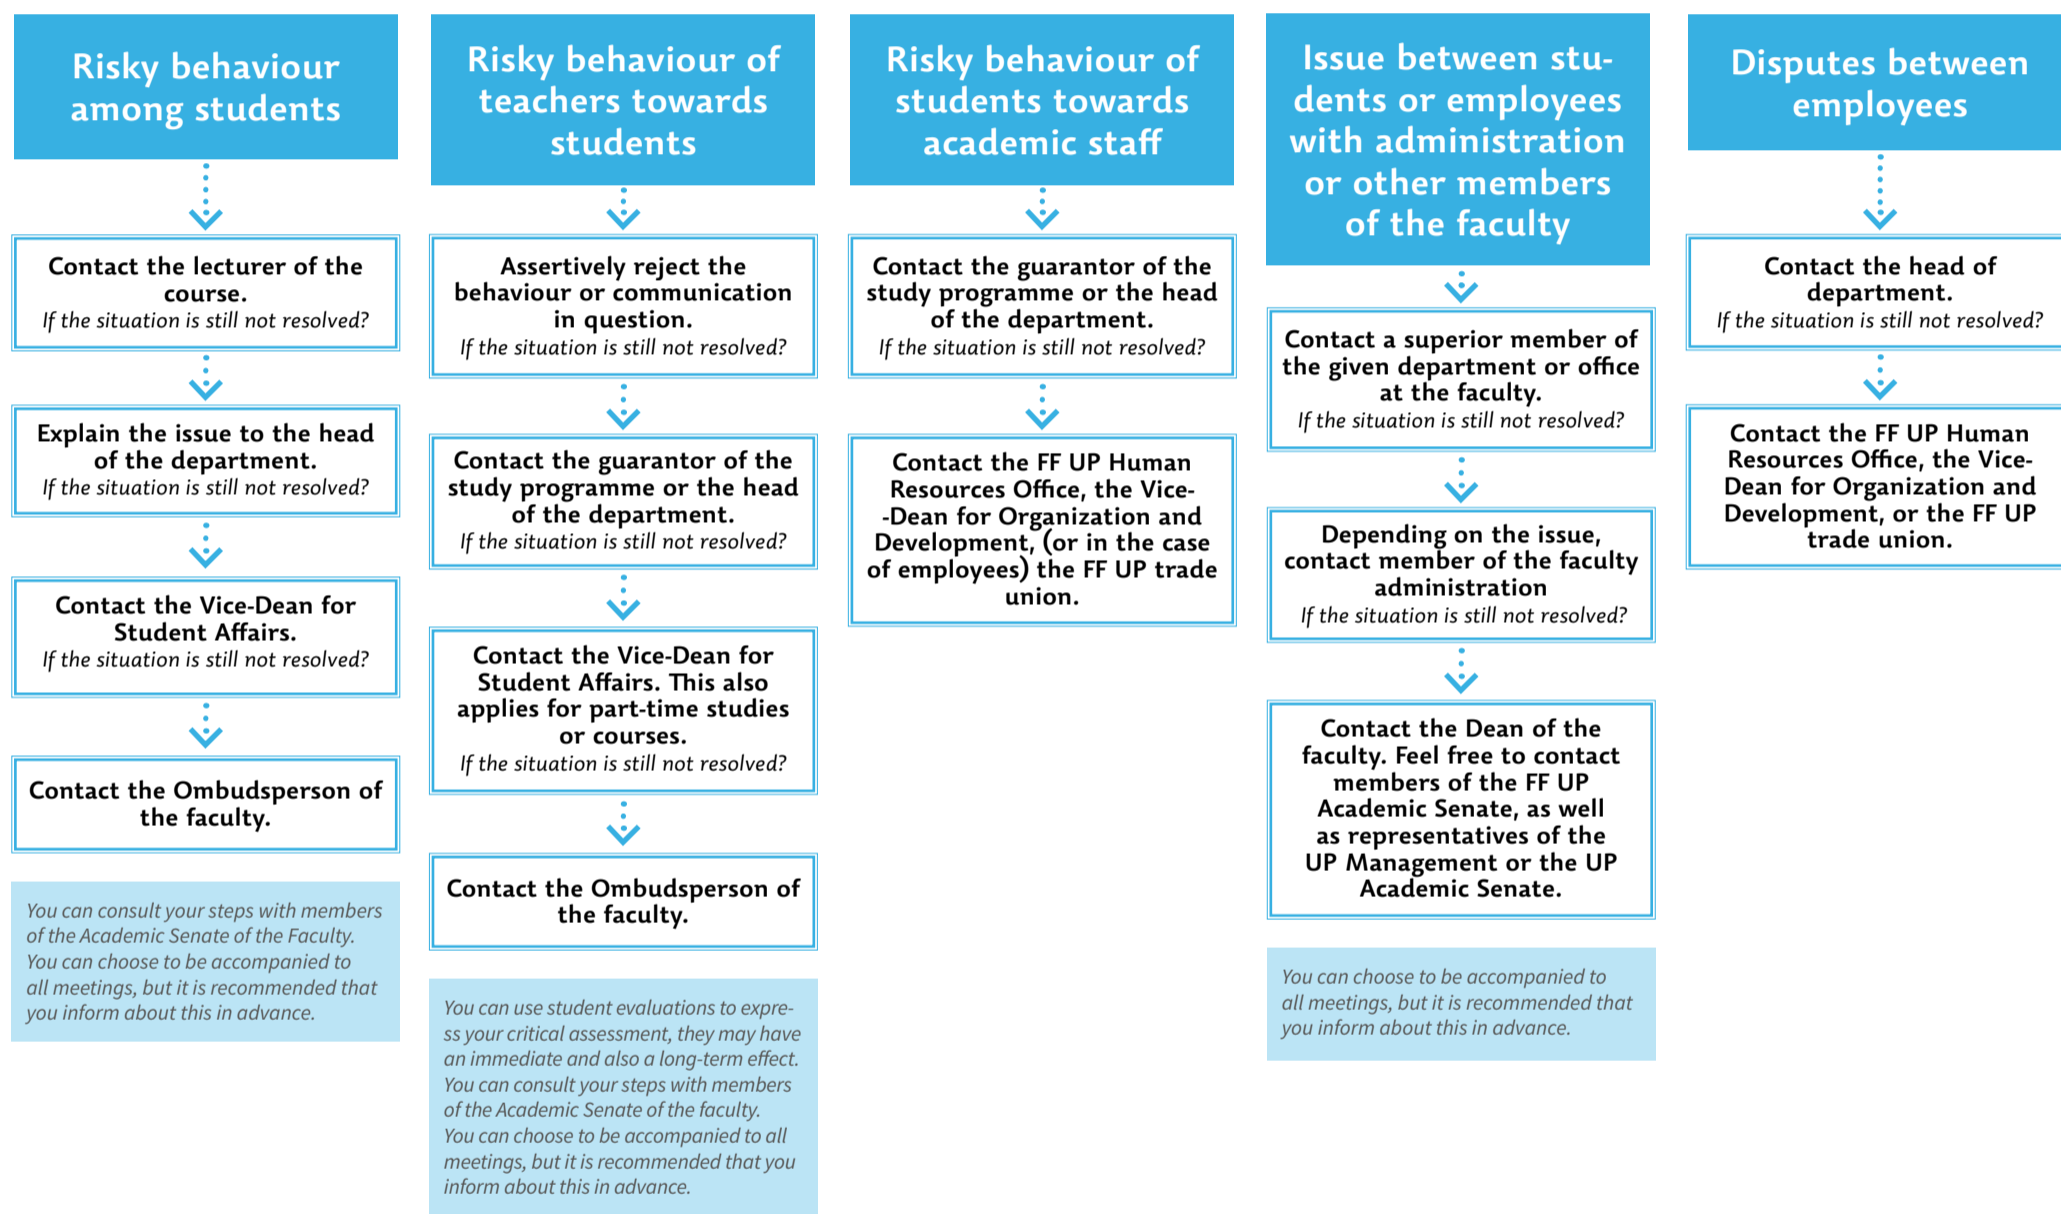 Risky behaviour
among students
Contact the lecturer of the
course.
If the situation is still not resolved?
Explain the issue to the head
of the department.
If the situation is still not resolved?
Contact the Vice-Dean for
Student Affairs.
If the situation is still not resolved?
Contact the Ombudsperson of
the faculty.
You can consult your steps with members
of the Academic Senate of the Faculty.
You can choose to be accompanied to
all meetings, but it is recommended that
you inform about this in advance.
Risky behaviour of
teachers towards
students
Assertively reject the
behaviour or communication
in question.
If the situation is still not resolved?
Contact the guarantor of the
study programme or the head
of the department.
If the situation is still not resolved?
Contact the Vice-Dean for
Student Affairs. This also
applies for part-time studies
or courses.
If the situation is still not resolved?
Contact the Ombudsperson of
the faculty.
You can use student evaluations to expre-
ss your critical assessment, they may have
an immediate and also a long-term effect.
You can consult your steps with members
of the Academic Senate of the faculty.
You can choose to be accompanied to all
meetings, but it is recommended that you
inform about this in advance.
Risky behaviour of
students towards
academic staff
Contact the guarantor of the
study programme or the head
of the department.
If the situation is still not resolved?
Contact the FF UP Human
Resources Office, the Vice-
-Dean for Organization and
Development, (or in the case
of employees) the FF UP trade
union.
Issue between stu-
dents or employees
with administration
or other members
of the faculty
Contact a superior member of
the given department or office
at the faculty.
If the situation is still not resolved?
Depending on the issue,
contact member of the faculty
administration
If the situation is still not resolved?
Contact the Dean of the
faculty. Feel free to contact
members of the FF UP
Academic Senate, as well
as representatives of the
UP Management or the UP
Academic Senate.
You can choose to be accompanied to
all meetings, but it is recommended that
you inform about this in advance.
Disputes between
employees
Contact the head of
department.
If the situation is still not resolved?
Contact the FF UP Human
Resources Office, the Vice-
Dean for Organization and
Development, or the FF UP
trade union.